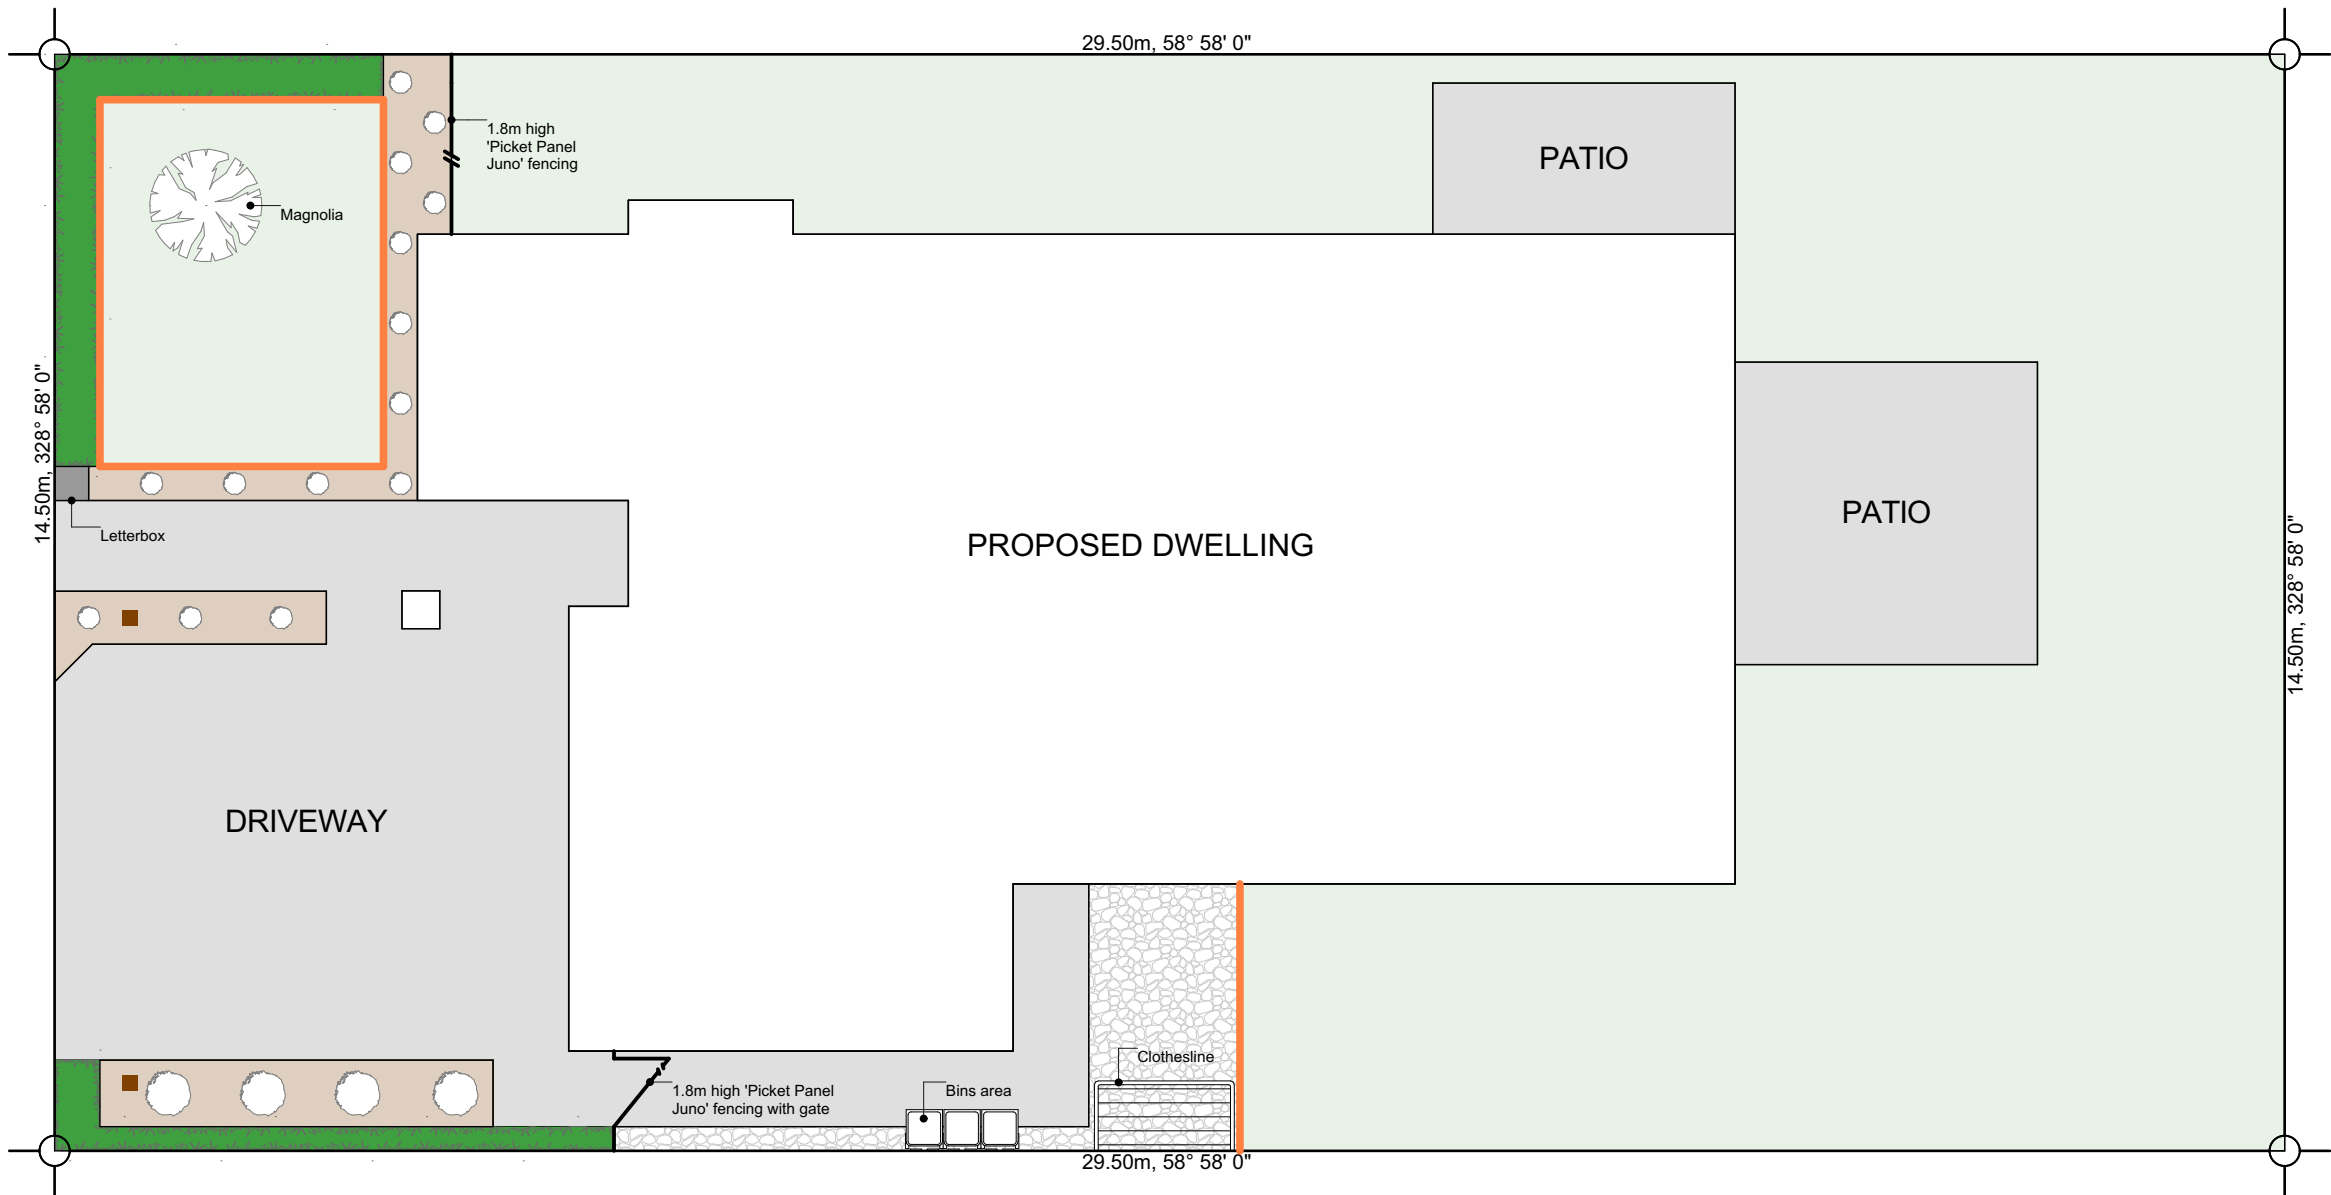 29.50m, 58° 58' 0"
1.8m high
'Picket Panel
Juno' fencing
PATIO
Magnolia
14.50m, 328° 58' 0"
Letterbox
PROPOSED DWELLING
PATIO
14.50m, 328° 58' 0"
DRIVEWAY
Clothesline
1.8m high 'Picket Panel
Juno' fencing with gate
Bins area
29.50m, 58° 58' 0"